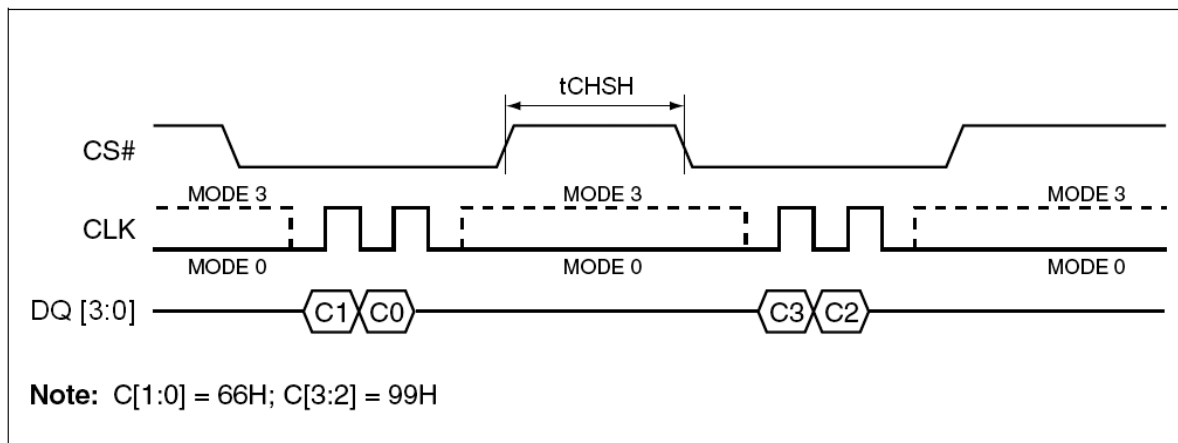 tCHSH
CS#
MODE 3 MODE 3 MODE 3
CLK
MODE 0 MODE 0 MODE 0
DQ [3:0] C1 C0 C3 C2
Note: C[1:0] = 66H; C[3:2] = 99H